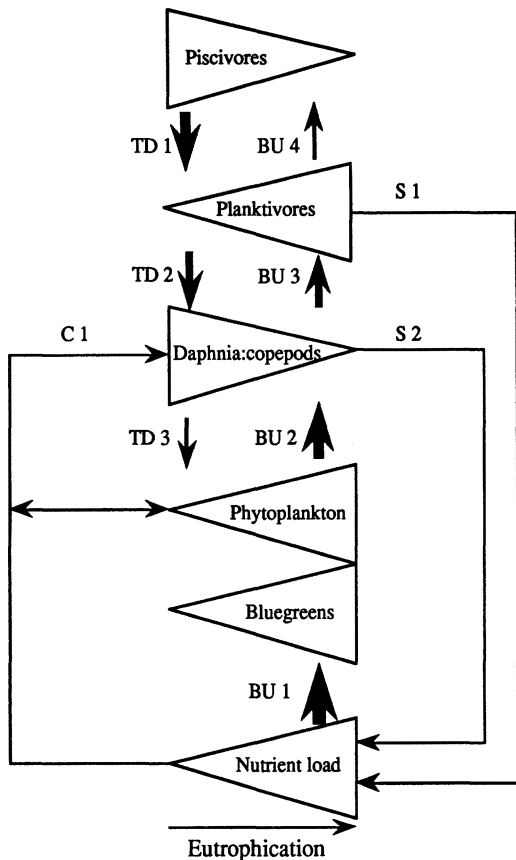 Piscivores
TD 1
BU 4
Planktivores
S 1
TD 2
BU 3
C 1
Daphnia:copepods
S 2
TD 3
BU 2
Phytoplankton
Bluegreens
BU 1
Nutrient load
Eutrophication